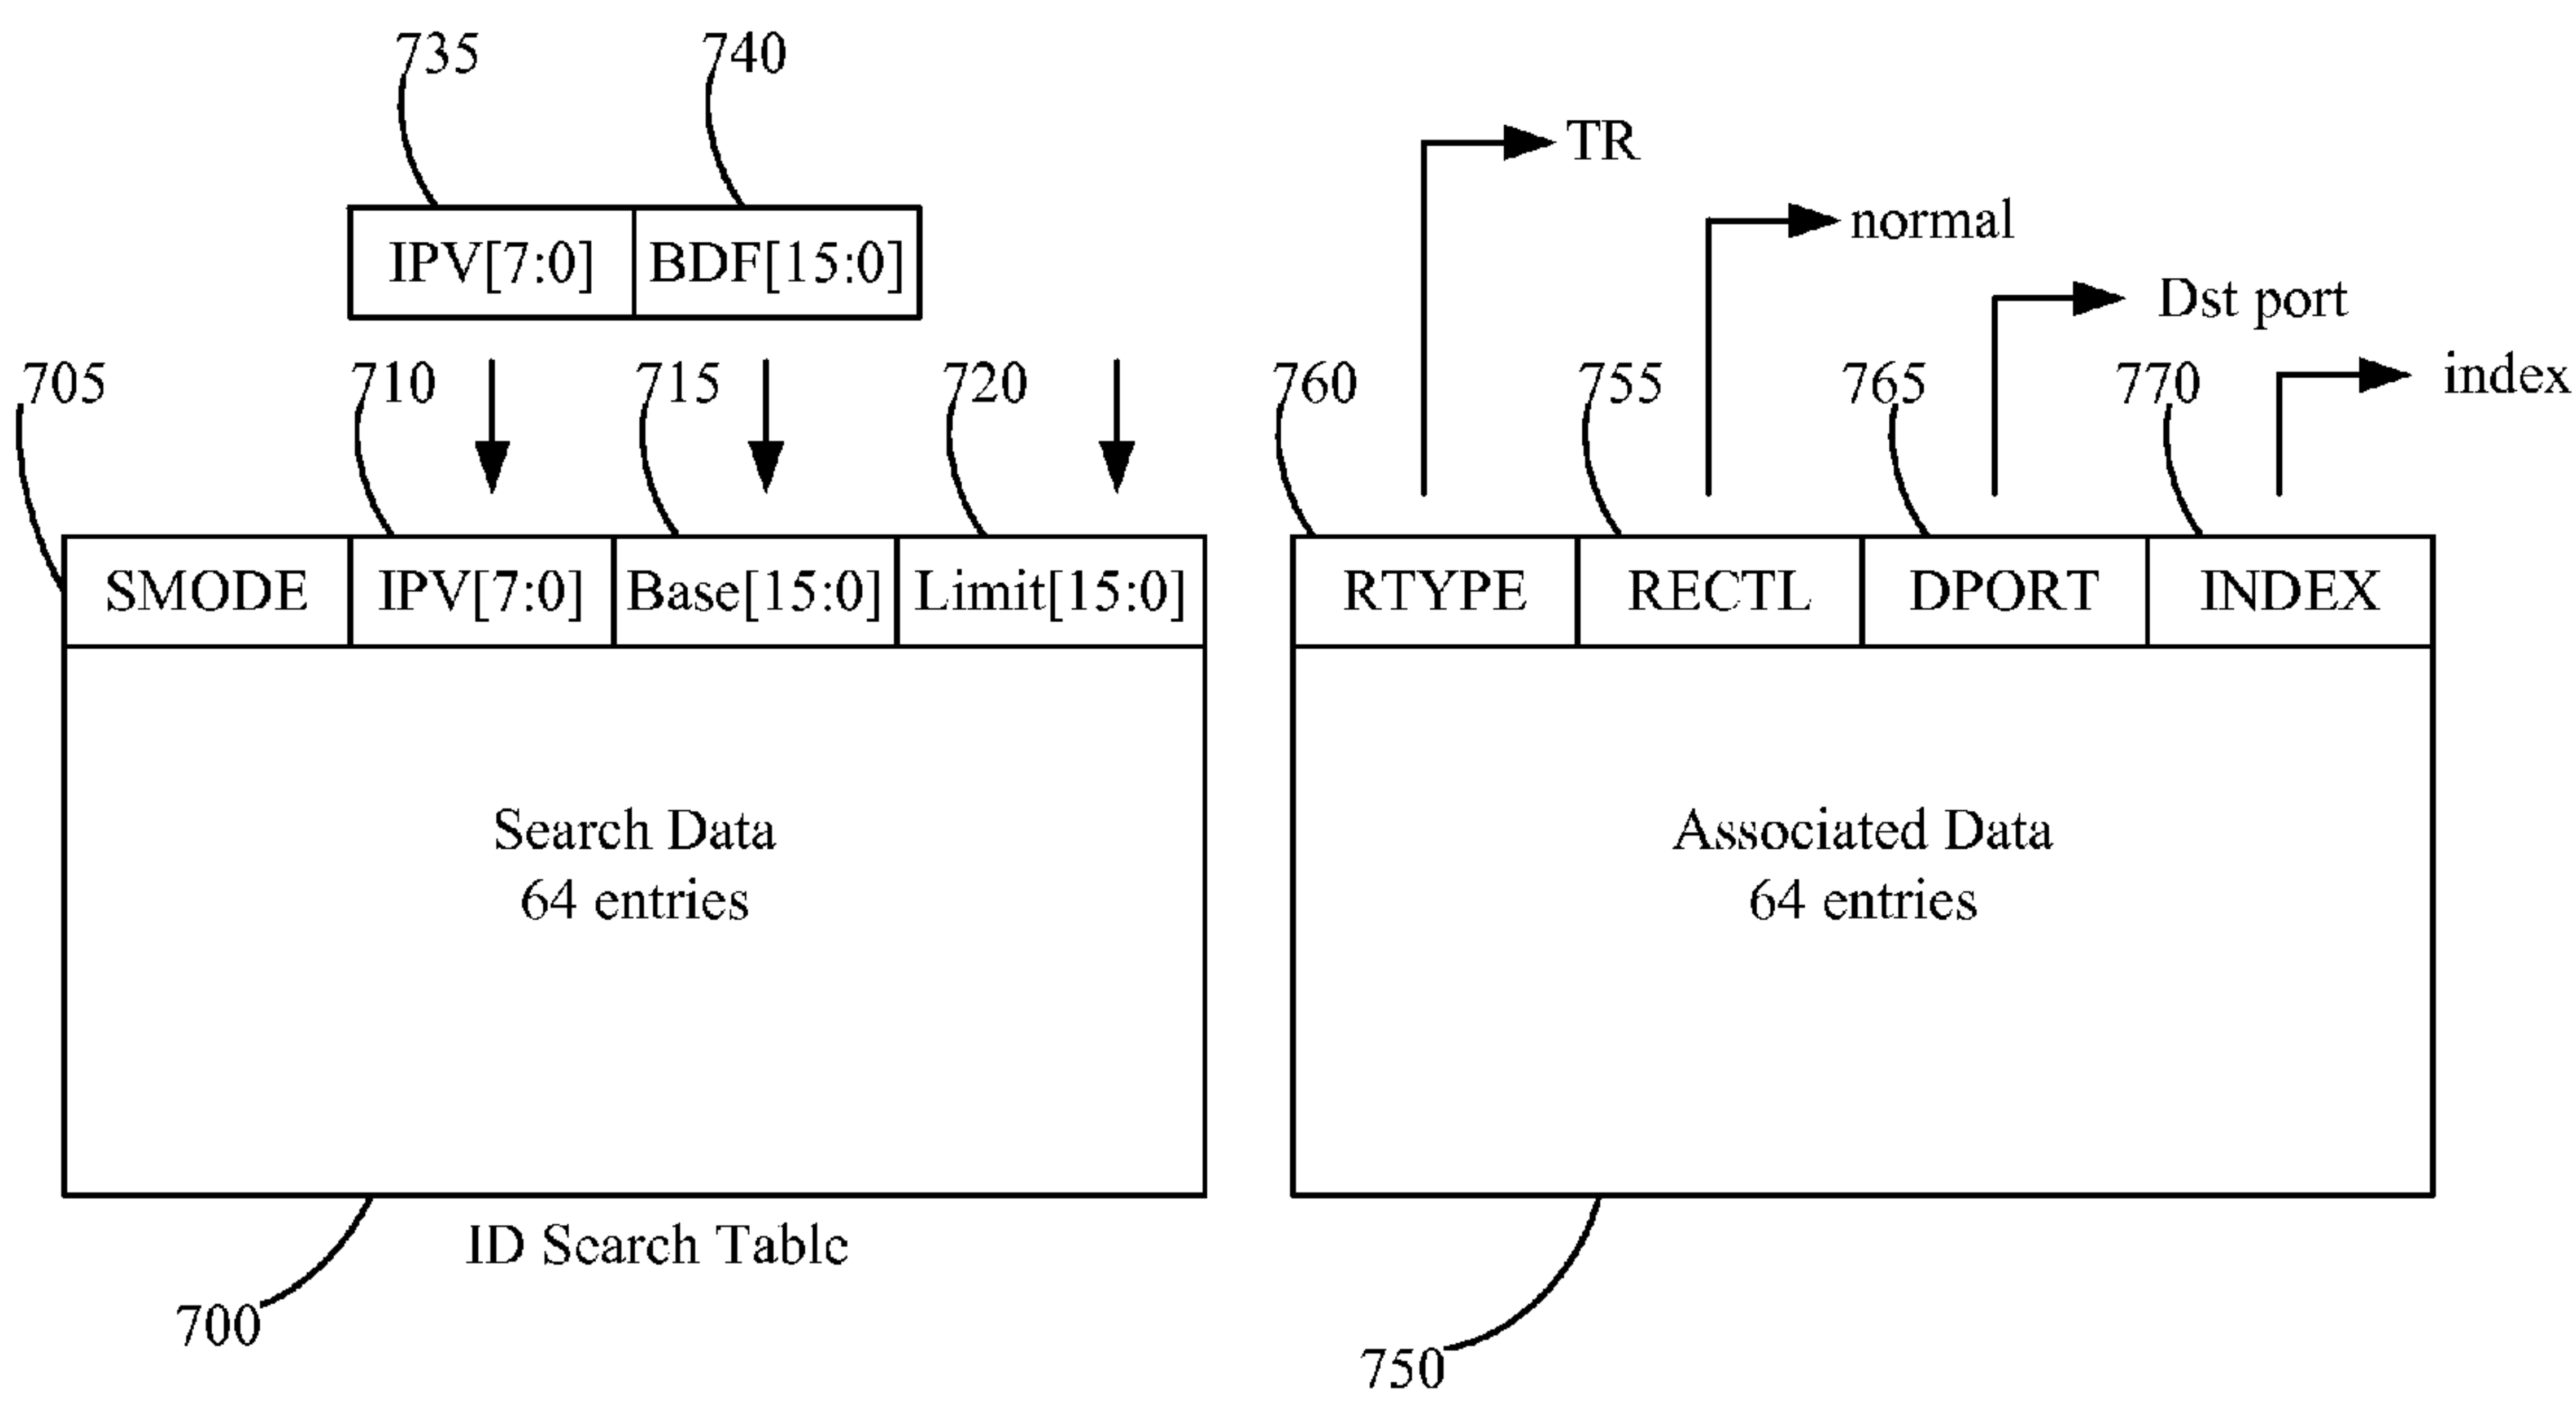 735 740
TR
normal
IPV[7:0] BDF[15:0]
Dst port
index
705 710 715 720 760 755 765 770
SMODE IPV[7:0] Base[15:0] Limit[15:0] RTYPE RECTL DPORT INDEX
Search Data
64 entries
Associated Data
64 entries
ID Search Table
700
750